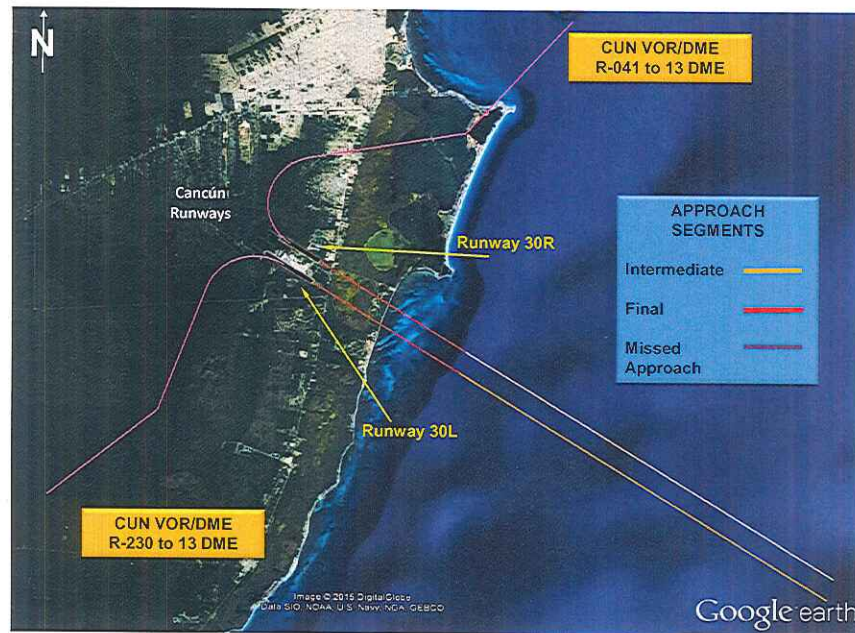 N
CUN VOR/DME
R-041 to 13 DME
Cancún
Runways
Runway 30R
APPROACH
SEGMENTS
Intermediate
Final
Missed
Approach
Runway 30L
CUN VOR/DME
R-230 to 13 DME
Image © 2015 DigitalGlobe
Data SIO, NOAA, U.S. Navy, NGA, GEBCO
Google earth